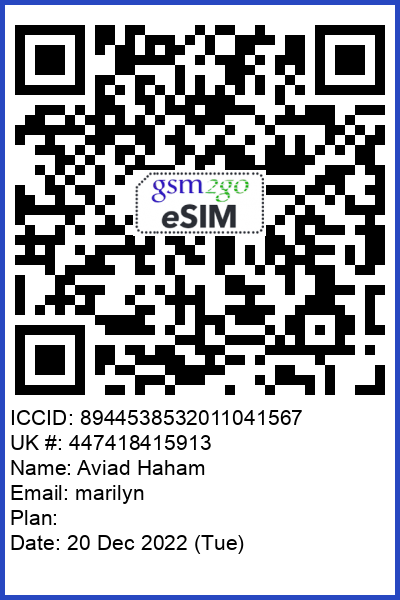 gsm2go
eSIM
ICCID: 8944538532011041567
UK #: 447418415913
Name: Aviad Haham
Email: marilyn
Plan:
Date: 20 Dec 2022 (Tue)